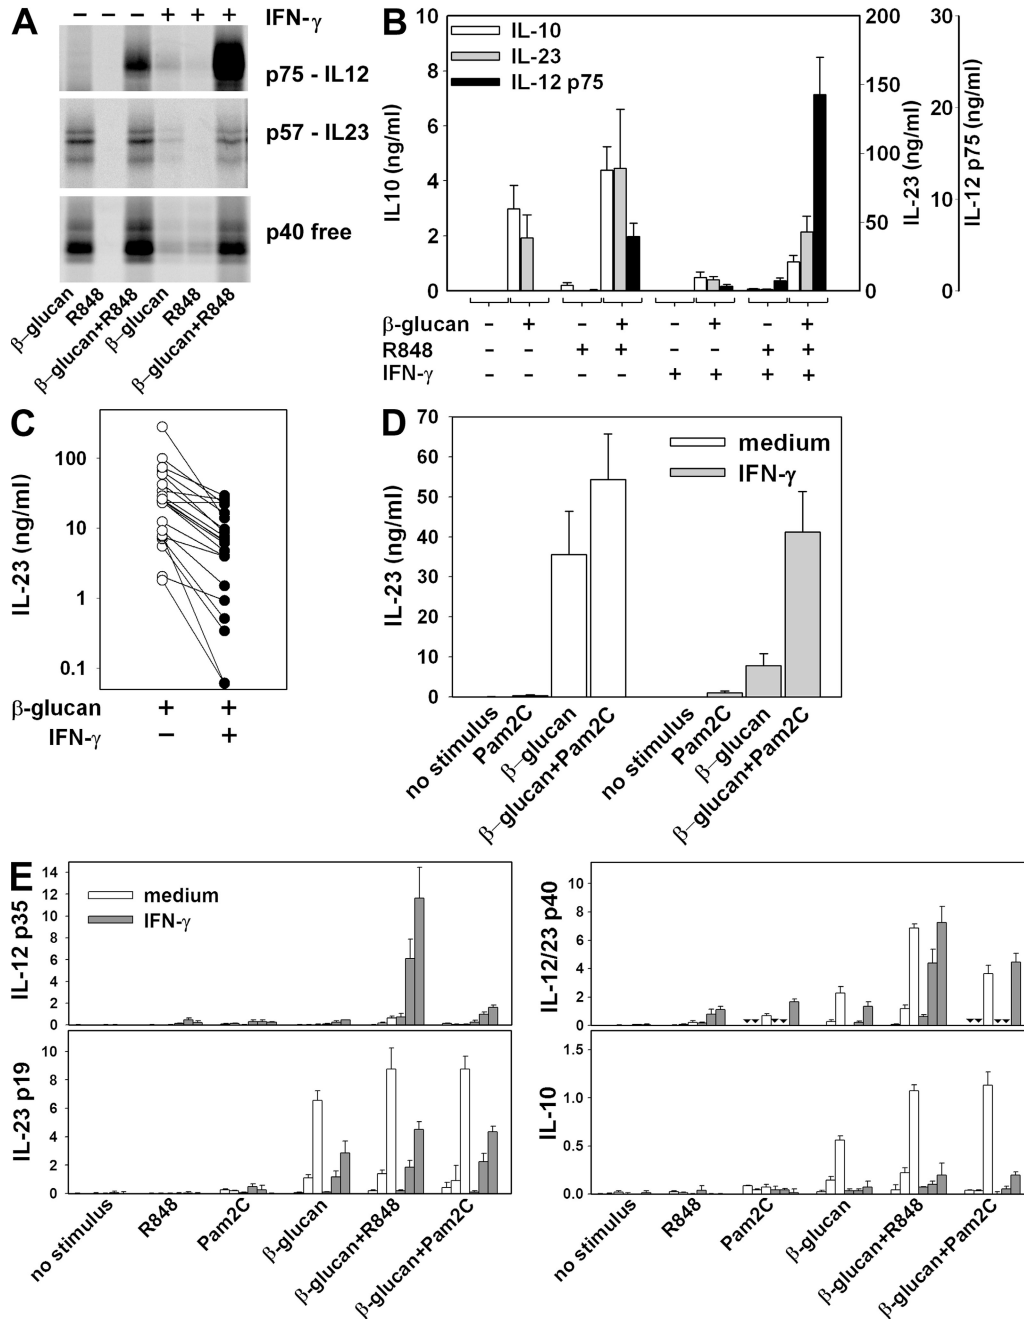 A
– – – + + + IFN-γ
p75 - IL12
p57 - IL23
p40 free
β–glucan
R848
β–glucan+R848
β–glucan
R848
β–glucan+R848
B
IL-10
IL-23
IL-12 p75
10
8
6
4
2
0
IL10 (ng/ml)
200
150
100
50
0
IL-23 (ng/ml)
30
20
10
0
IL-12 p75 (ng/ml)
β-glucan – + – + – + – +
R848 – – + + – – + +
IFN-γ – – – – + + + +
C
100
10
1
0.1
IL-23 (ng/ml)
β-glucan + +
IFN-γ – +
D
medium
IFN-γ
70
60
50
40
30
20
10
0
IL-23 (ng/ml)
no stimulus
Pam2C
β–glucan
β–glucan+Pam2C
no stimulus
Pam2C
β–glucan
β–glucan+Pam2C
E
medium
IFN-γ
14
12
10
8
6
4
2
0
IL-12 p35
10
8
6
4
2
0
IL-12/23 p40
10
8
6
4
2
0
IL-23 p19
1.5
1.0
0.5
0.0
IL-10
no stimulus
R848
Pam2C
β-glucan
β-glucan+R848
β-glucan+Pam2C
no stimulus
R848
Pam2C
β-glucan
β-glucan+R848
β-glucan+Pam2C